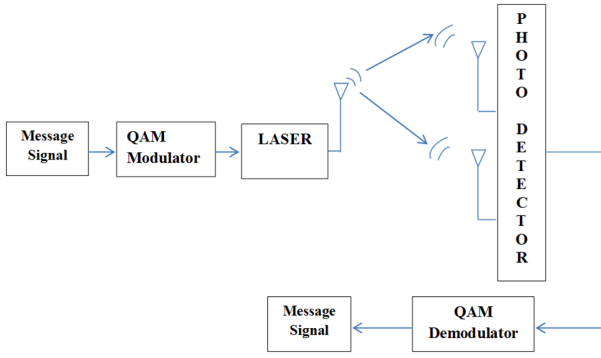 Message
Signal
QAM
Modulator
LASER
P
H
O
T
O
D
E
T
E
C
T
O
R
Message
Signal
QAM
Demodulator